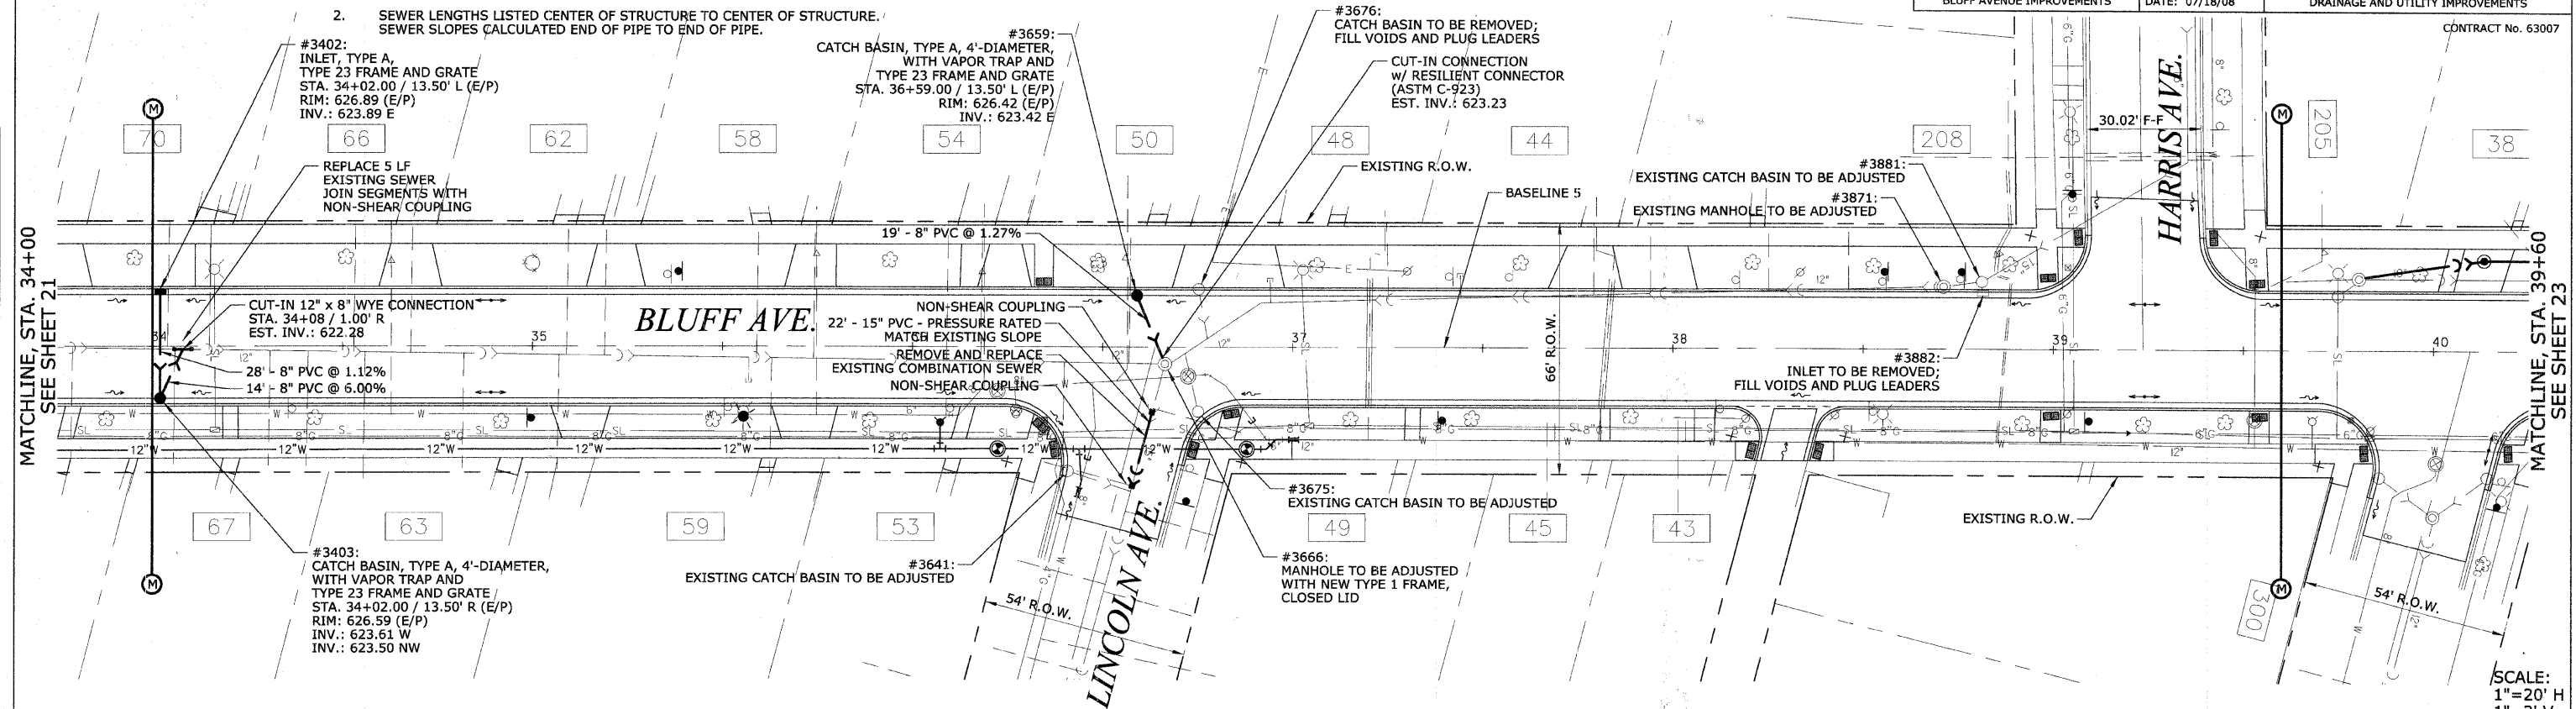 BLUFF AVENUE IMPROVEMENTS
DATE: 07/18/08
DRAINAGE AND UTILITY IMPROVEMENTS
CONTRACT No. 63007
2. SEWER LENGTHS LISTED CENTER OF STRUCTURE TO CENTER OF STRUCTURE.
SEWER SLOPES CALCULATED END OF PIPE TO END OF PIPE.
#3402:
INLET, TYPE A,
TYPE 23 FRAME AND GRATE
STA. 34+02.00 / 13.50' L (E/P)
RIM: 626.89 (E/P)
INV.: 623.89 E
#3659:
CATCH BASIN, TYPE A, 4'-DIAMETER,
WITH VAPOR TRAP AND
TYPE 23 FRAME AND GRATE
STA. 36+59.00 / 13.50' L (E/P)
RIM: 626.42 (E/P)
INV.: 623.42 E
#3676:
CATCH BASIN TO BE REMOVED;
FILL VOIDS AND PLUG LEADERS
CUT-IN CONNECTION
w/ RESILIENT CONNECTOR
(ASTM C-923)
EST. INV.: 623.23
HARRIS AVE.
30.02' F-F
M
M
70
66
62
58
54
50
48
44
208
205
38
REPLACE 5 LF
EXISTING SEWER
JOIN SEGMENTS WITH
NON-SHEAR COUPLING
EXISTING R.O.W.
BASELINE 5
#3881:
EXISTING CATCH BASIN TO BE ADJUSTED
#3871:
EXISTING MANHOLE TO BE ADJUSTED
MATCHLINE, STA. 34+00
SEE SHEET 21
19' - 8" PVC @ 1.27%
CUT-IN 12" x 8" WYE CONNECTION
STA. 34+08 / 1.00' R
EST. INV.: 622.28
28' - 8" PVC @ 1.12%
14' - 8" PVC @ 6.00%
BLUFF AVE.
NON-SHEAR COUPLING
22' - 15" PVC - PRESSURE RATED
MATCH EXISTING SLOPE
REMOVE AND REPLACE
EXISTING COMBINATION SEWER
NON-SHEAR COUPLING
34
35
37
38
39
40
66' R.O.W.
#3882:
INLET TO BE REMOVED;
FILL VOIDS AND PLUG LEADERS
MATCHLINE, STA. 39+60
SEE SHEET 23
12"W
12"W
12"W
12"W
12"W
12"W
12"W
12"W
67
63
59
53
49
45
43
300
#3403:
CATCH BASIN, TYPE A, 4'-DIAMETER,
WITH VAPOR TRAP AND
TYPE 23 FRAME AND GRATE
STA. 34+02.00 / 13.50' R (E/P)
RIM: 626.59 (E/P)
INV.: 623.61 W
INV.: 623.50 NW
#3641:
EXISTING CATCH BASIN TO BE ADJUSTED
54' R.O.W.
LINCOLN AVE.
#3675:
EXISTING CATCH BASIN TO BE ADJUSTED
#3666:
MANHOLE TO BE ADJUSTED
WITH NEW TYPE 1 FRAME,
CLOSED LID
EXISTING R.O.W.
54' R.O.W.
M
M
SCALE:
1"=20' H